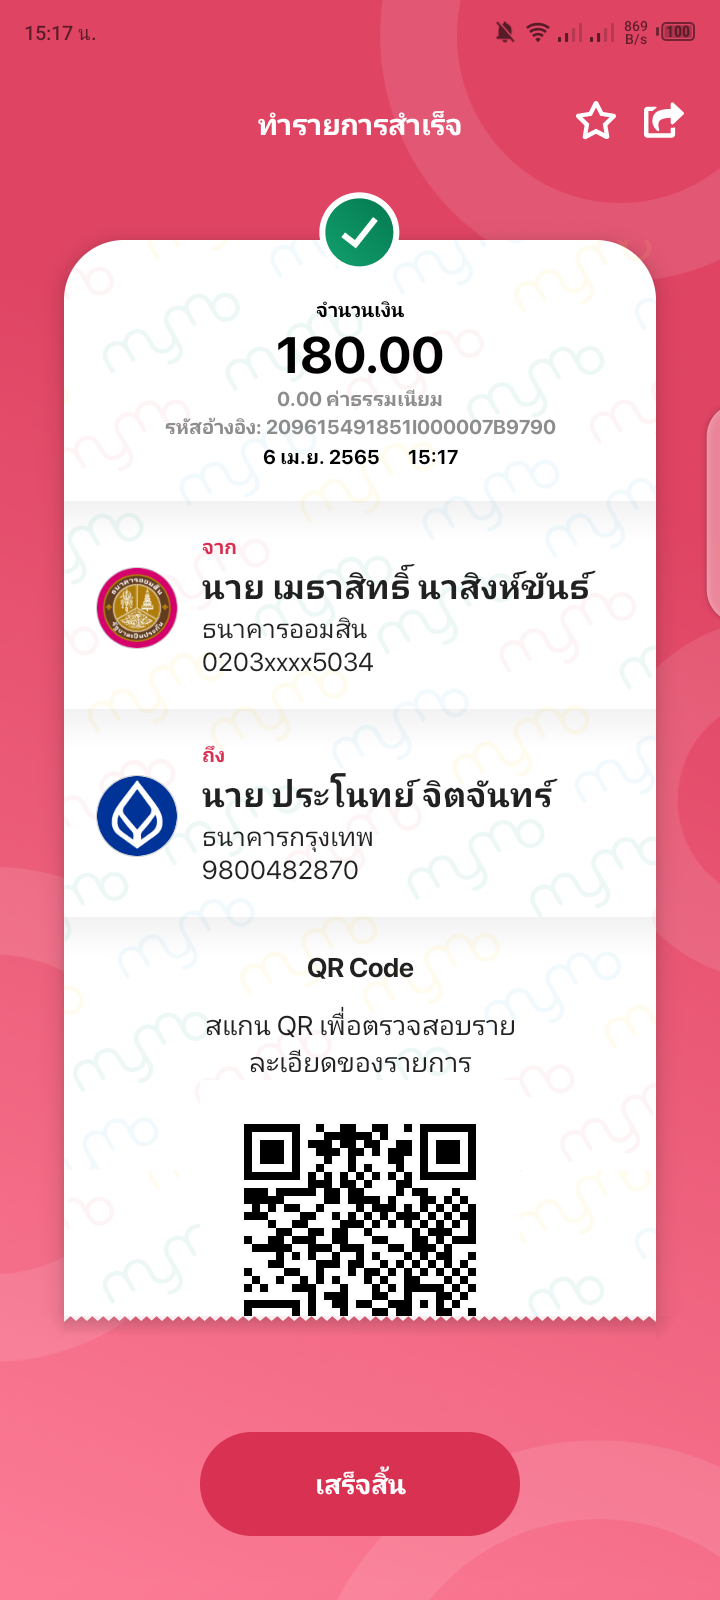 15:17 น.
869
B/s
100
ทำรายการสำเร็จ
จำนวนเงิน
180.00
0.00 ค่าธรรมเนียม
รหัสอ้างอิง: 209615491851I000007B9790
6 เม.ย. 2565 15:17
จาก
นาย เมธาสิทธิ์ นาสิงห์ขันธ์
ธนาคารออมสิน
0203xxxx5034
ถึง
นาย ประโนทย์ จิตจันทร์
ธนาคารกรุงเทพ
9800482870
QR Code
สแกน QR เพื่อตรวจสอบราย
ละเอียดของรายการ
เสร็จสิ้น